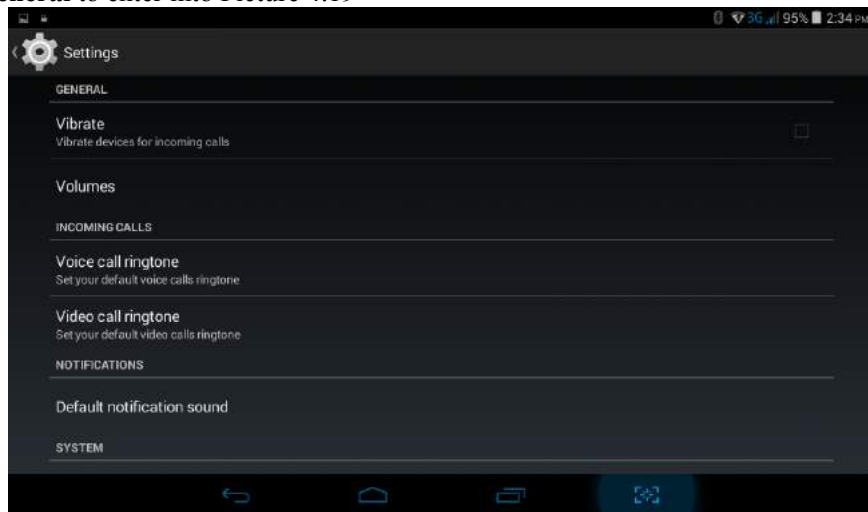 General to enter into Picture 4.19
3G 95% 2:34 PM
Settings
GENERAL
Vibrate
Vibrate devices for incoming calls
Volumes
INCOMING CALLS
Voice call ringtone
Set your default voice calls ringtone
Video call ringtone
Set your default video calls ringtone
NOTIFICATIONS
Default notification sound
SYSTEM